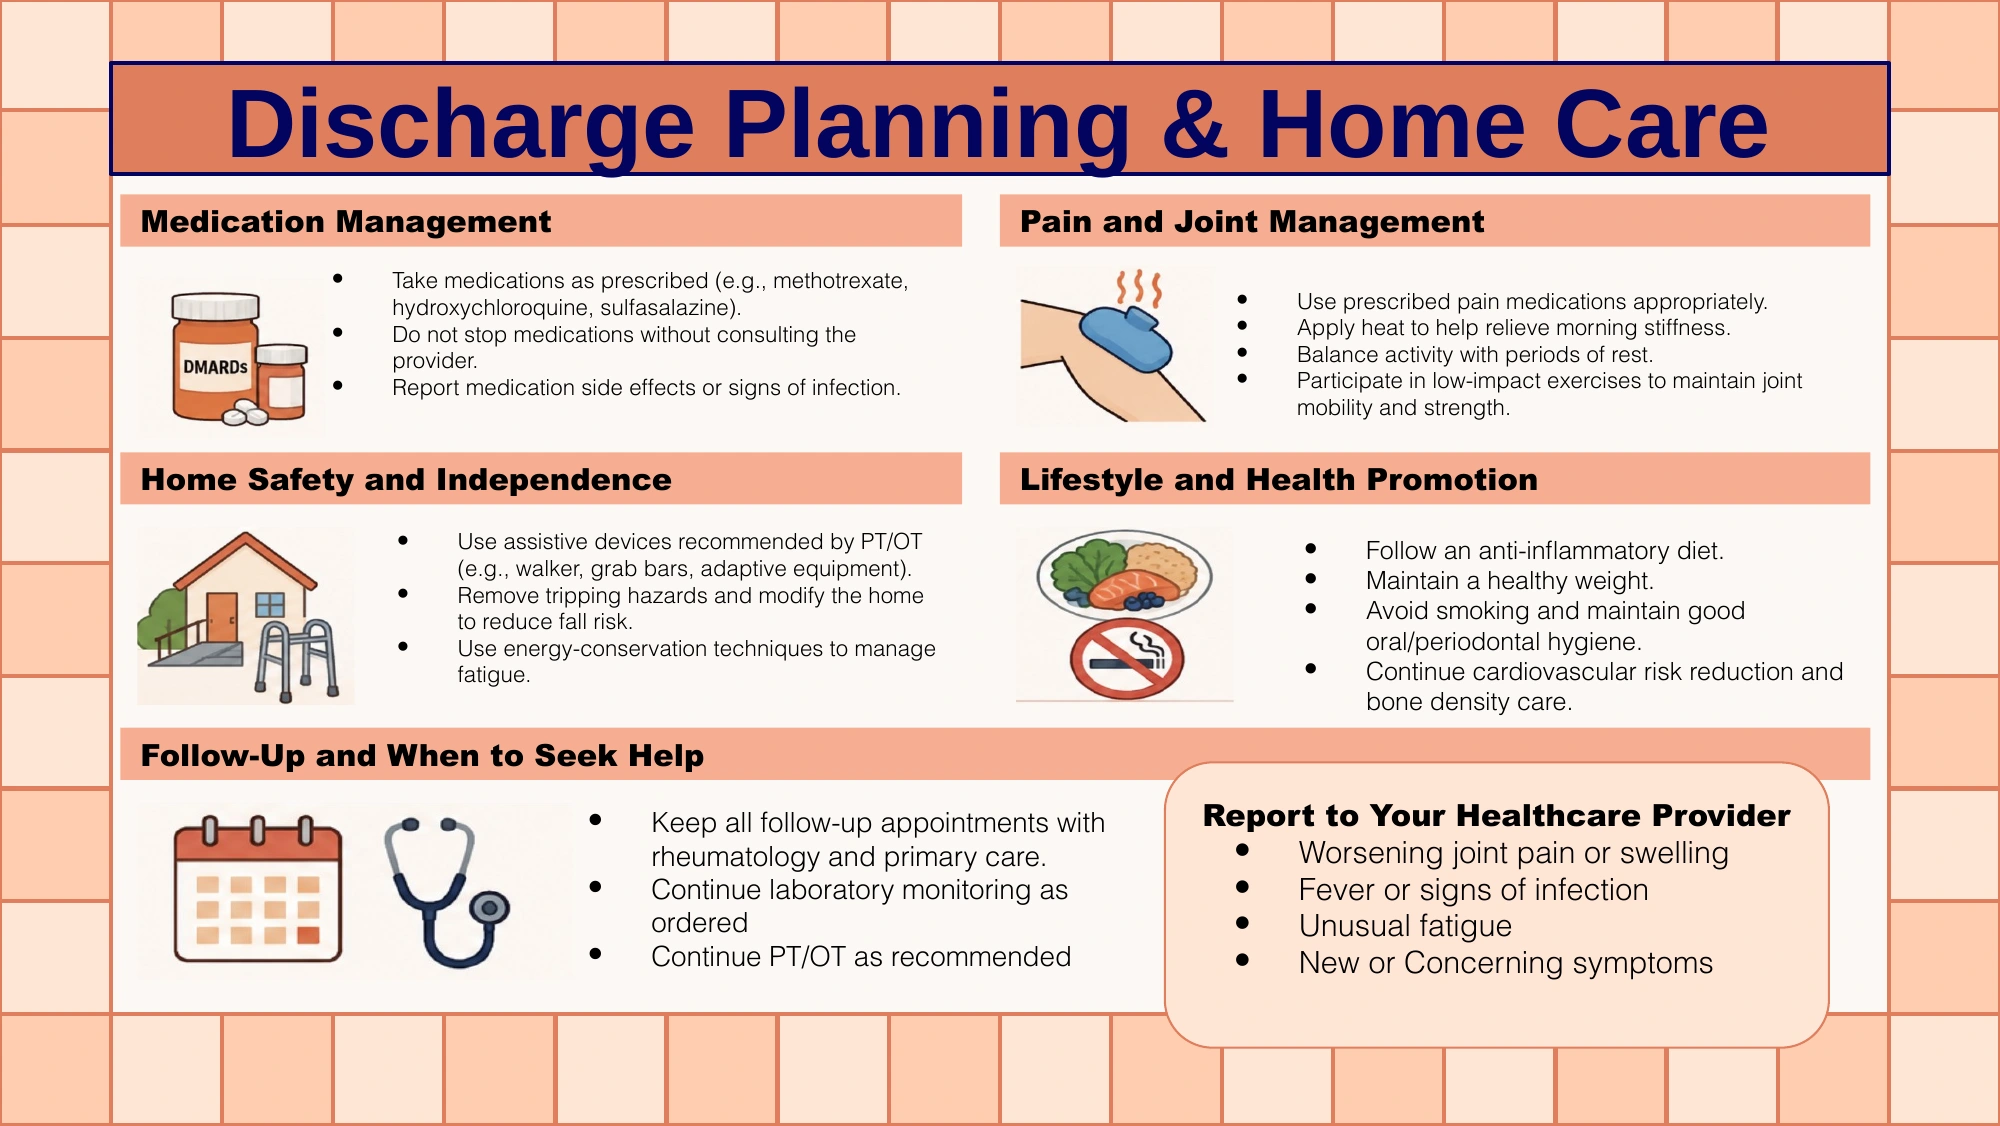 Discharge Planning & Home Care
Medication Management
• Take medications as prescribed (e.g., methotrexate,
hydroxychloroquine, sulfasalazine).
• Do not stop medications without consulting the
provider.
• Report medication side effects or signs of infection.
DMARDs
Pain and Joint Management
• Use prescribed pain medications appropriately.
• Apply heat to help relieve morning stiffness.
• Balance activity with periods of rest.
• Participate in low-impact exercises to maintain joint
mobility and strength.
Home Safety and Independence
• Use assistive devices recommended by PT/OT
(e.g., walker, grab bars, adaptive equipment).
• Remove tripping hazards and modify the home
to reduce fall risk.
• Use energy-conservation techniques to manage
fatigue.
Lifestyle and Health Promotion
• Follow an anti-inflammatory diet.
• Maintain a healthy weight.
• Avoid smoking and maintain good
oral/periodontal hygiene.
• Continue cardiovascular risk reduction and
bone density care.
Follow-Up and When to Seek Help
• Keep all follow-up appointments with
rheumatology and primary care.
• Continue laboratory monitoring as
ordered
• Continue PT/OT as recommended
Report to Your Healthcare Provider
• Worsening joint pain or swelling
• Fever or signs of infection
• Unusual fatigue
• New or Concerning symptoms